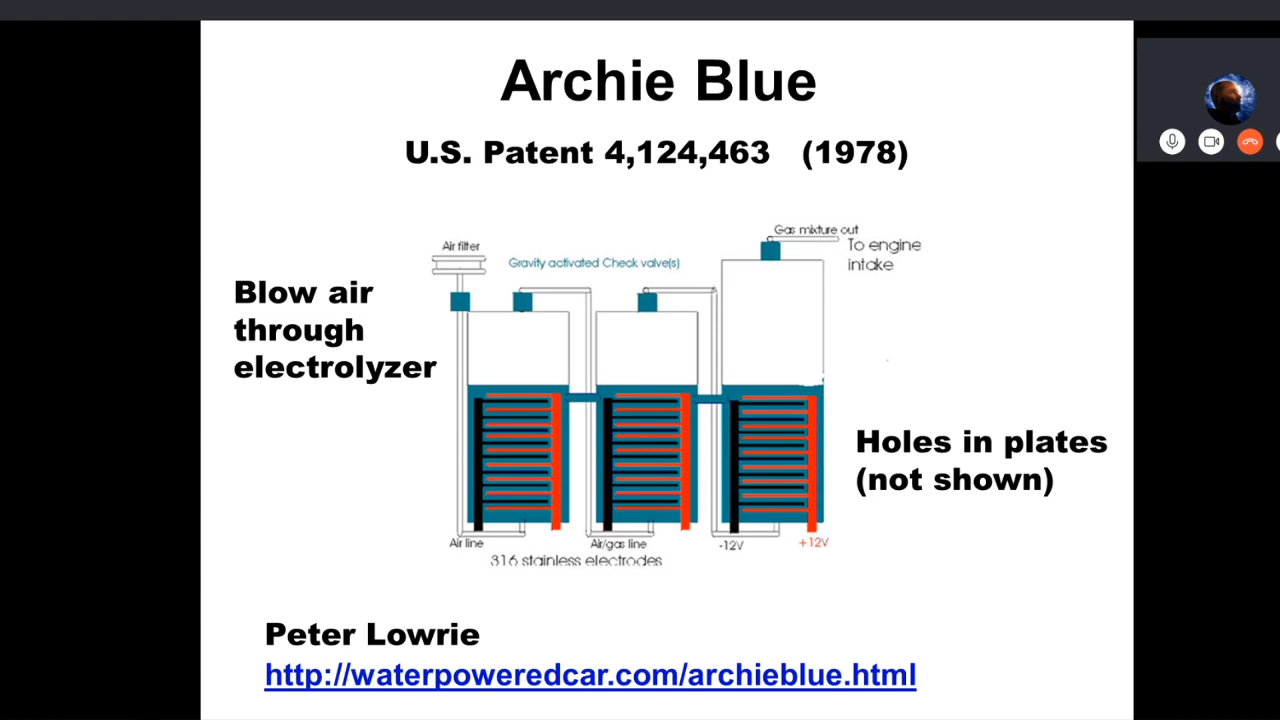 Archie Blue
U.S. Patent 4,124,463 (1978)
Gas mixture out
Air filter
To engine
intake
Gravity activated Check valve(s)
Blow air
through
electrolyzer
Holes in plates
(not shown)
Air line
Air/gas line
-12V
+12V
316 stainless electrodes
Peter Lowrie
http://waterpoweredcar.com/archieblue.html